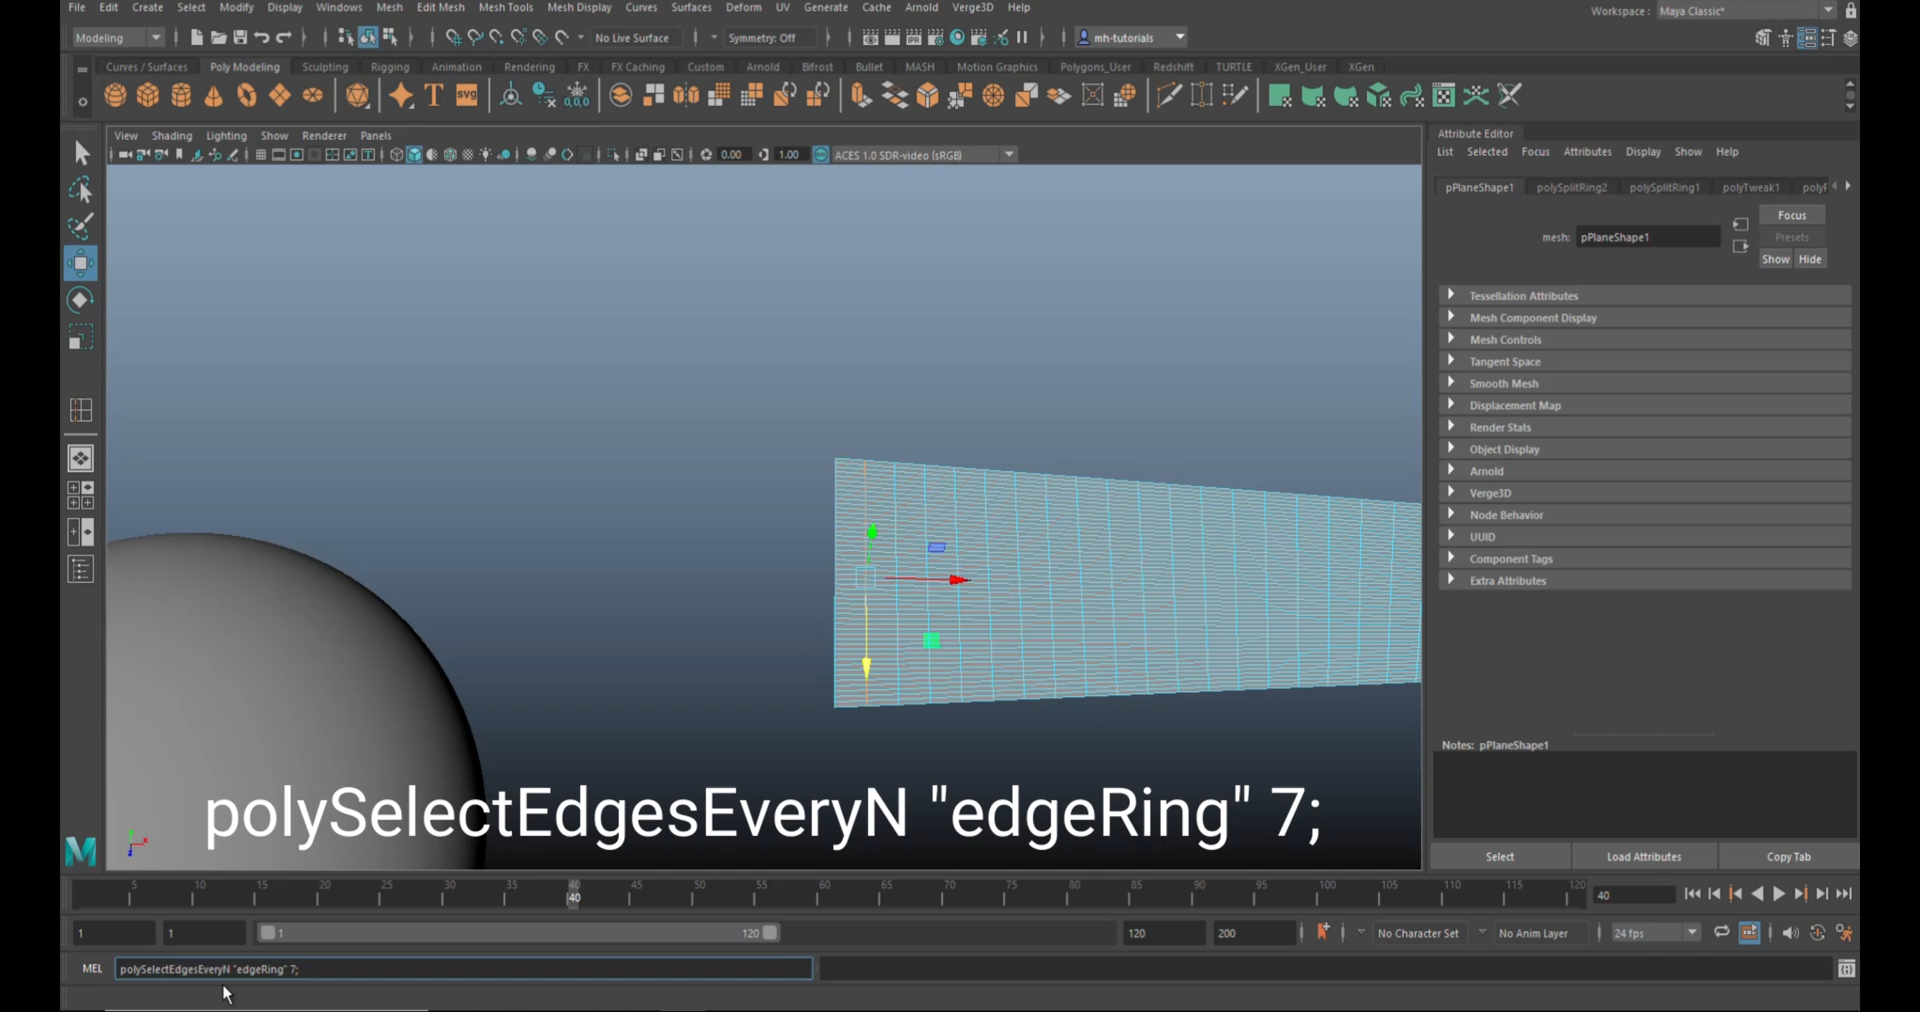 File Edit Create Select Modify Display Windows Mesh Edit Mesh Mesh Tools Mesh Display Curves Surfaces Deform UV Generate Cache Arnold Verge3D Help
Workspace : Maya Classic*
Modeling
No Live Surface
Symmetry: Off
mh-tutorials
Curves / Surfaces Poly Modeling Sculpting Rigging Animation Rendering FX FX Caching Custom Arnold Bifrost Bullet MASH Motion Graphics Polygons_User Redshift TURTLE XGen_User XGen
T svg 0,0,0
View Shading Lighting Show Renderer Panels
0.00 1.00 ACES 1.0 SDR-video (sRGB)
Attribute Editor
List Selected Focus Attributes Display Show Help
pPlaneShape1 polySplitRing2 polySplitRing1 polyTweak1
mesh: pPlaneShape1
Focus
Presets
Show Hide
Tessellation Attributes
Mesh Component Display
Mesh Controls
Tangent Space
Smooth Mesh
Displacement Map
Render Stats
Object Display
Arnold
Verge3D
Node Behavior
UUID
Component Tags
Extra Attributes
Notes: pPlaneShape1
Select Load Attributes Copy Tab
polySelectEdgesEveryN "edgeRing" 7;
5 10 15 20 25 30 35 40 45 50 55 60 65 70 75 80 85 90 95 100 105 110 115 120
40
40
1 1 1 120 120 200 No Character Set No Anim Layer 24 fps
MEL polySelectEdgesEveryN "edgeRing" 7;